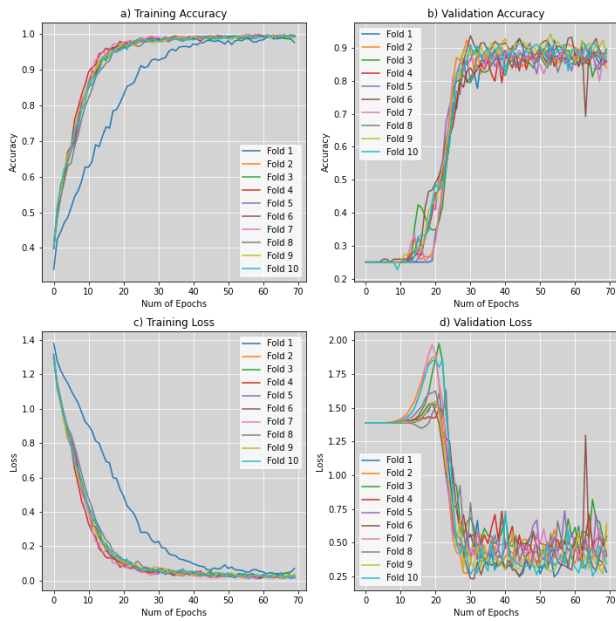 a) Training Accuracy
Accuracy
1.0
0.9
0.8
0.7
0.6
0.5
0.4
0 10 20 30 40 50 60 70
Num of Epochs
Fold 1
Fold 2
Fold 3
Fold 4
Fold 5
Fold 6
Fold 7
Fold 8
Fold 9
Fold 10
b) Validation Accuracy
Accuracy
0.9
0.8
0.7
0.6
0.5
0.4
0.3
0.2
0 10 20 30 40 50 60 70
Num of Epochs
Fold 1
Fold 2
Fold 3
Fold 4
Fold 5
Fold 6
Fold 7
Fold 8
Fold 9
Fold 10
c) Training Loss
Loss
1.4
1.2
1.0
0.8
0.6
0.4
0.2
0.0
0 10 20 30 40 50 60 70
Num of Epochs
Fold 1
Fold 2
Fold 3
Fold 4
Fold 5
Fold 6
Fold 7
Fold 8
Fold 9
Fold 10
d) Validation Loss
Loss
2.00
1.75
1.50
1.25
1.00
0.75
0.50
0.25
0 10 20 30 40 50 60 70
Num of Epochs
Fold 1
Fold 2
Fold 3
Fold 4
Fold 5
Fold 6
Fold 7
Fold 8
Fold 9
Fold 10